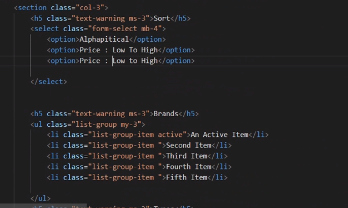 <section class="col-3">
<h5 class="text-warning ms-3">Sort</h5>
<select class="form-select mb-4">
<option>Alphapitical</option>
<option>Price : Low To High</option>
<option>Price : Low to High</option>
</select>
<h5 class="text-warning ms-3">Brands</h5>
<ul class="list-group my-3">
<li class="list-group-item active">An Active Item</li>
<li class="list-group-item ">Second Item</li>
<li class="list-group-item ">Third Item</li>
<li class="list-group-item ">Fourth Item</li>
<li class="list-group-item ">Fifth Item</li>
</ul>